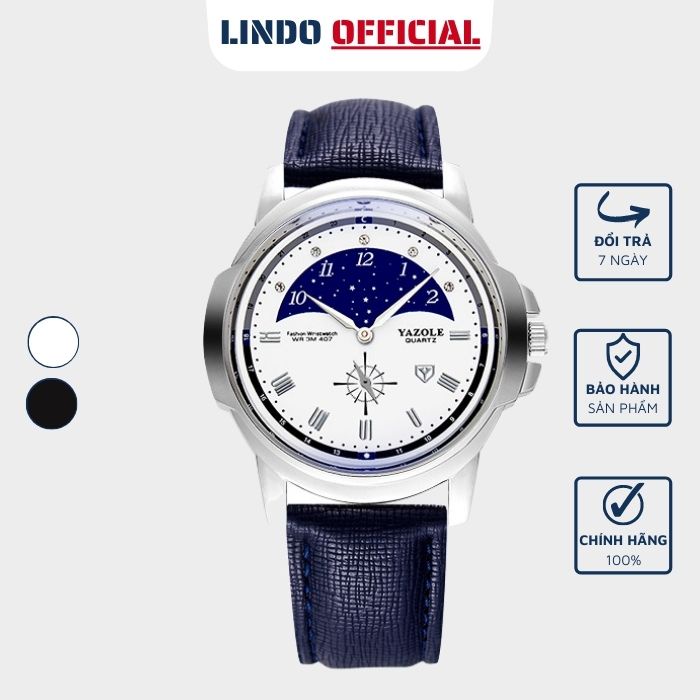 LINDO OFFICIAL
11 12 1
10 2
Fashion Wristwatch
WR 3M 407
YAZOLE
QUARTZ
ĐỔI TRẢ
7 NGÀY
BẢO HÀNH
SẢN PHẨM
CHÍNH HÃNG
100%